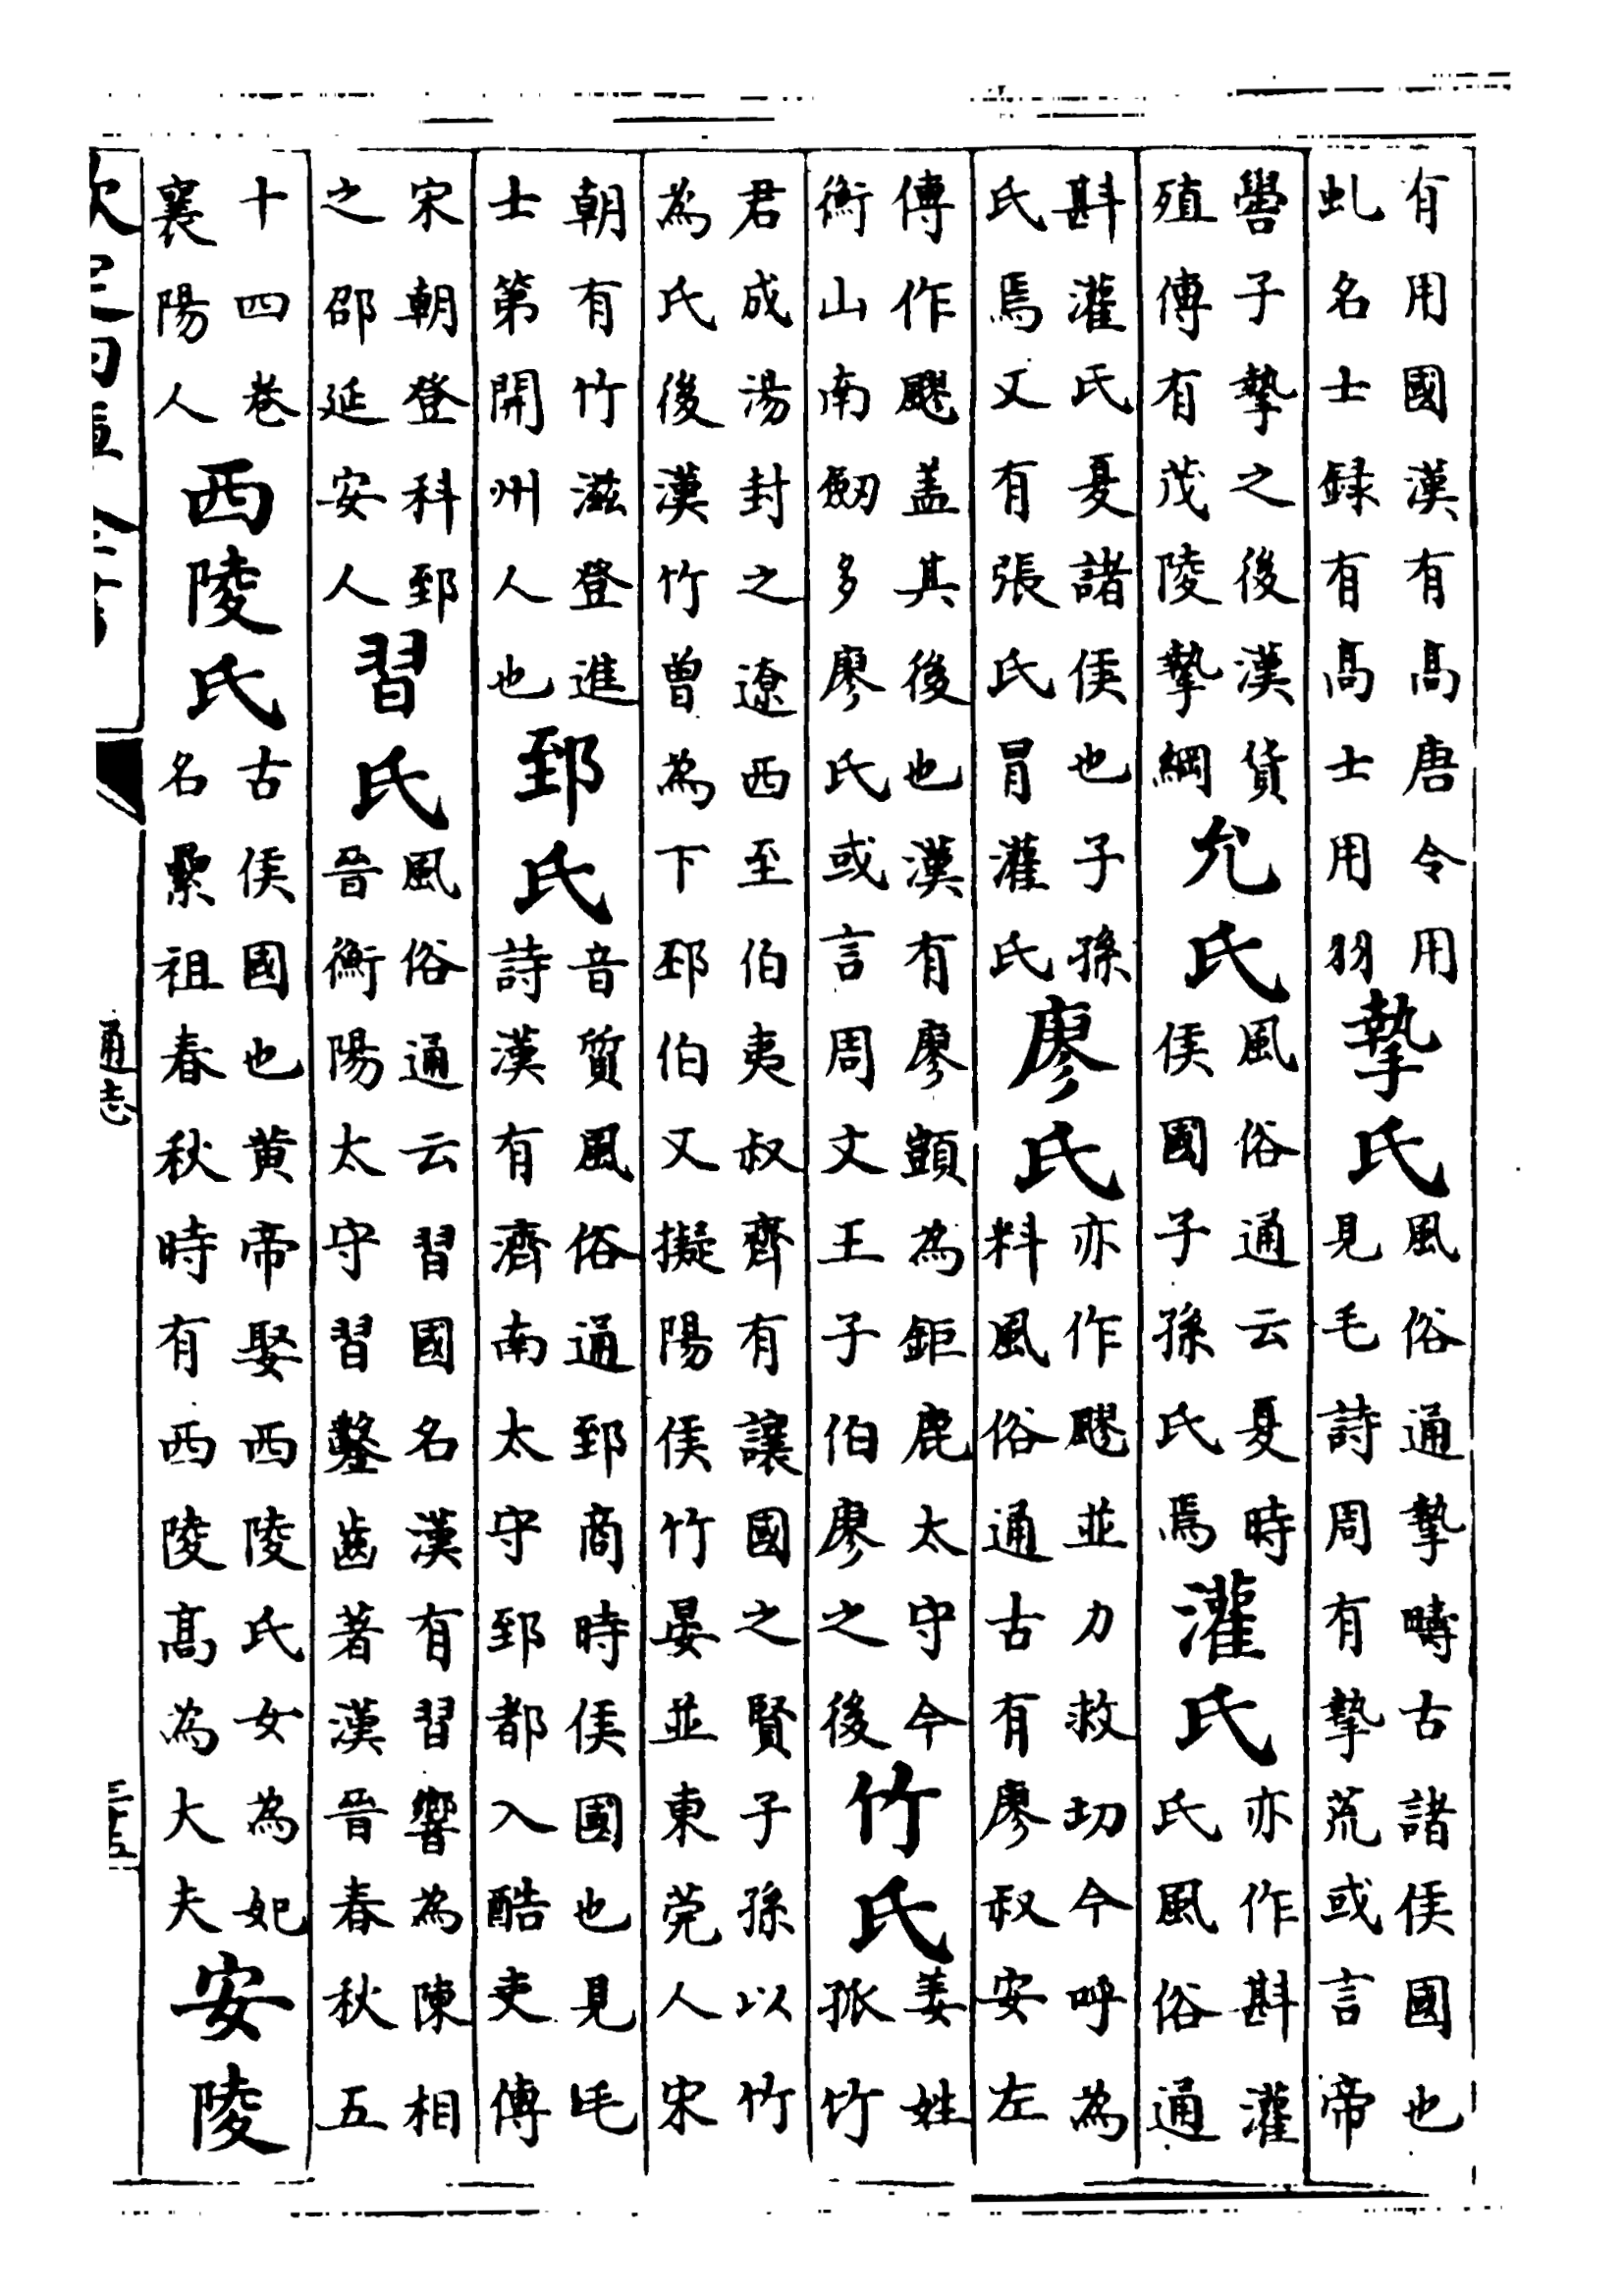 有用國漢有髙唐令用
虬名士録有髙士用羽
摯氏
風俗通摯疇古諸侯國也
見毛詩周有摯荒或言帝
嚳子摯之後漢貨
殖傳有茂陵摯綱
允氏
風俗通云夏時
侯國子孫氏焉
灌氏
亦作斟灌
氏風俗通
斟灌氏夏諸侯也子孫
氏焉又有張氏冒灌氏
廖氏
亦作飂並力救切今呼為
料風俗通古有廖叔安左
傳作飂盖其後也漢有廖顗為鉅鹿太守今
衡山南劒多廖氏或言周文王子伯廖之後
竹氏
姜姓
孤竹
君成湯封之遼西至伯夷叔齊有讓國之賢子孫以竹
為氏後漢竹曾為下邳伯又擬陽侯竹晏並東莞人宋
朝有竹滋登進
士第開州人也
郅氏
音質風俗通郅商時侯國也見毛
詩漢有濟南太守郅都入酷吏傳
宋朝登科郅
之邵延安人
習氏
風俗通云習國名漢有習響為陳相
晉衡陽太守習鑿齒著漢晉春秋五
十四卷
襄陽人
西陵氏
古侯國也黃帝娶西陵氏女為妃
名纍祖春秋時有西陵髙為大夫
安陵
欽定四庫全書
通志